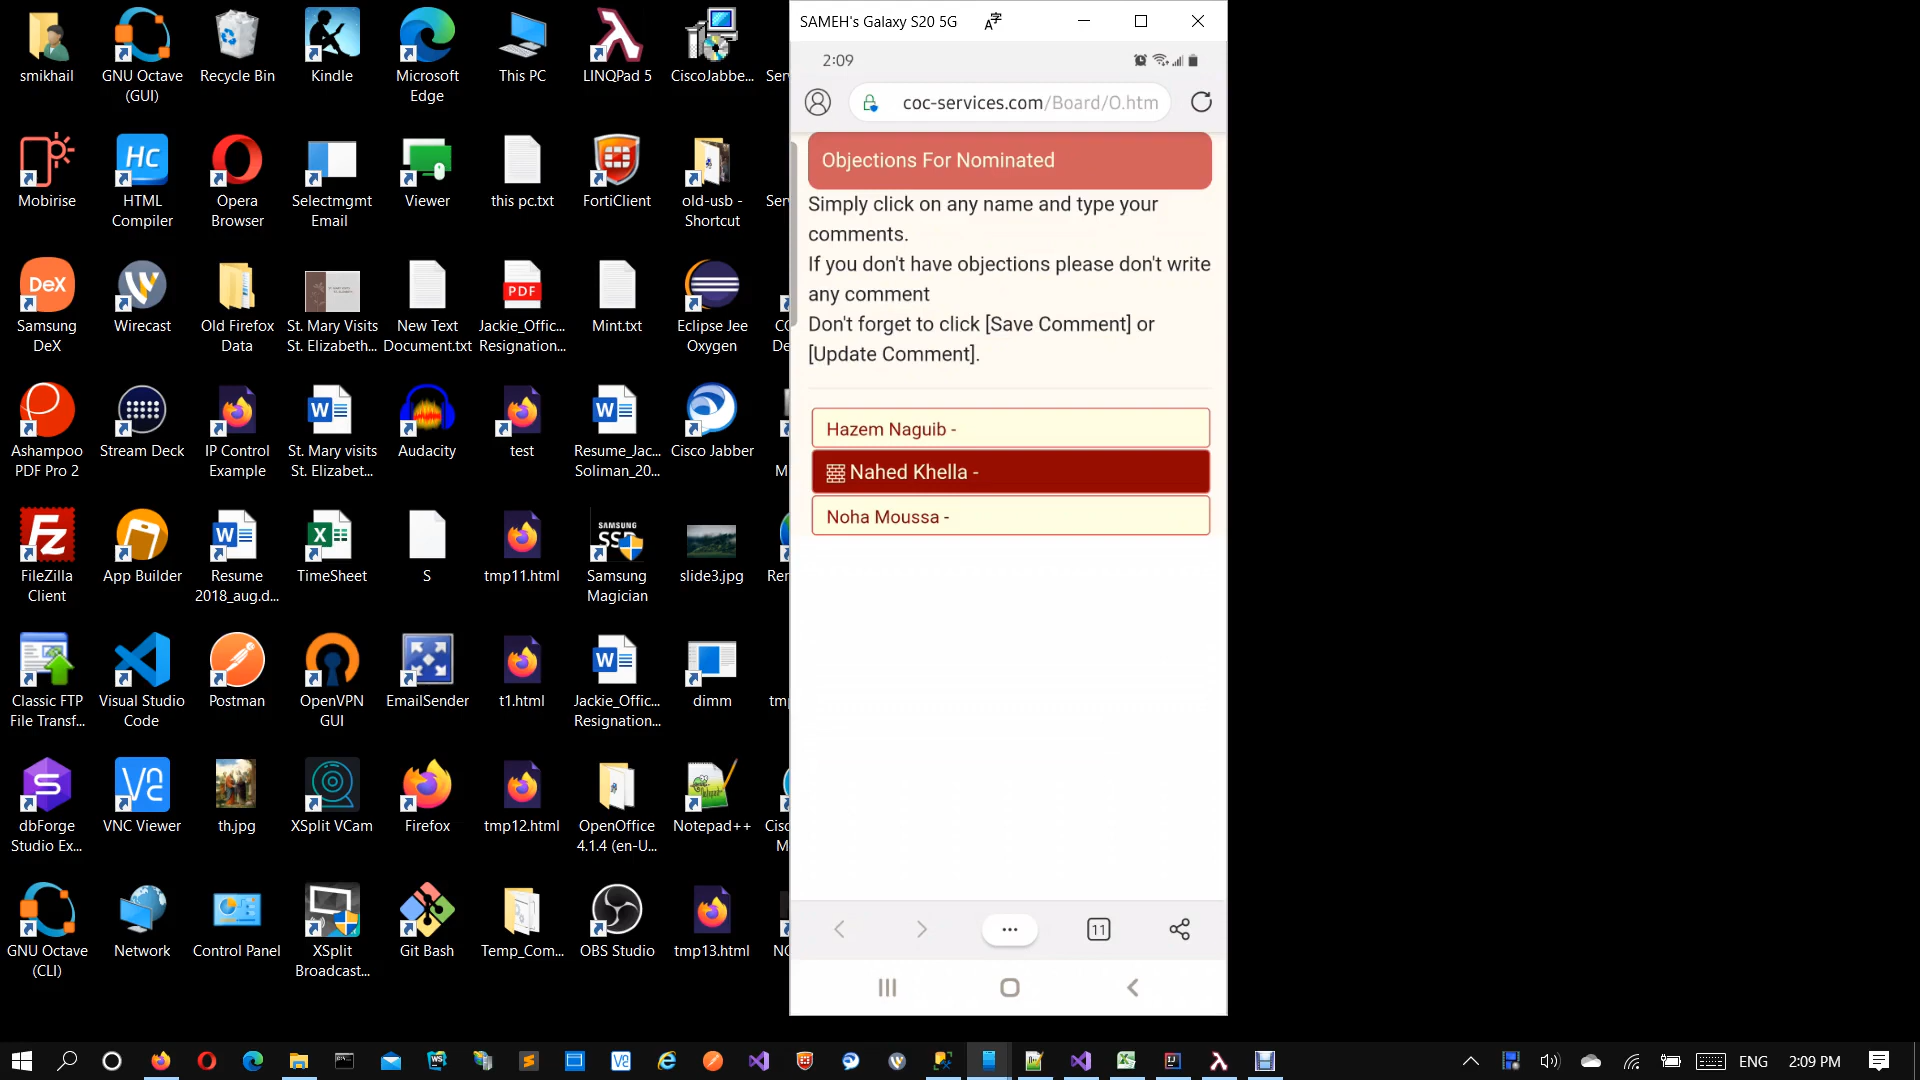 smikhail
GNU Octave
(GUI)
Recycle Bin
Kindle
Microsoft
Edge
This PC
LINQPad 5
CiscoJabbe...
Mobirise
HTML
Compiler
Opera
Browser
Selectmgmt
Email
Viewer
this pc.txt
FortiClient
old-usb -
Shortcut
Samsung
DeX
Wirecast
Old Firefox
Data
St. Mary Visits
St. Elizabeth...
New Text
Document.txt
PDF
Jackie_Offic...
Resignation...
Mint.txt
Eclipse Jee
Oxygen
Ashampoo
PDF Pro 2
Stream Deck
IP Control
Example
St. Mary visits
St. Elizabet...
Audacity
test
Resume_Jac...
Soliman_20...
Cisco Jabber
FileZilla
Client
App Builder
Resume
2018_aug.d...
TimeSheet
S
tmp11.html
SAMSUNG
SSD
Samsung
Magician
slide3.jpg
Classic FTP
File Transf...
Visual Studio
Code
Postman
OpenVPN
GUI
EmailSender
t1.html
Jackie_Offic...
Resignation...
dimm
dbForge
Studio Ex...
VNC Viewer
th.jpg
XSplit VCam
Firefox
tmp12.html
OpenOffice
4.1.4 (en-U...
Notepad++
GNU Octave
(CLI)
Network
Control Panel
XSplit
Broadcast...
Git Bash
Temp_Com...
OBS Studio
tmp13.html
SAMEH's Galaxy S20 5G
2:09
coc-services.com/Board/O.htm
Objections For Nominated
Simply click on any name and type your
comments.
If you don't have objections please don't write
any comment
Don't forget to click [Save Comment] or
[Update Comment].
Hazem Naguib -
Nahed Khella -
Noha Moussa -
11
ENG
2:09 PM